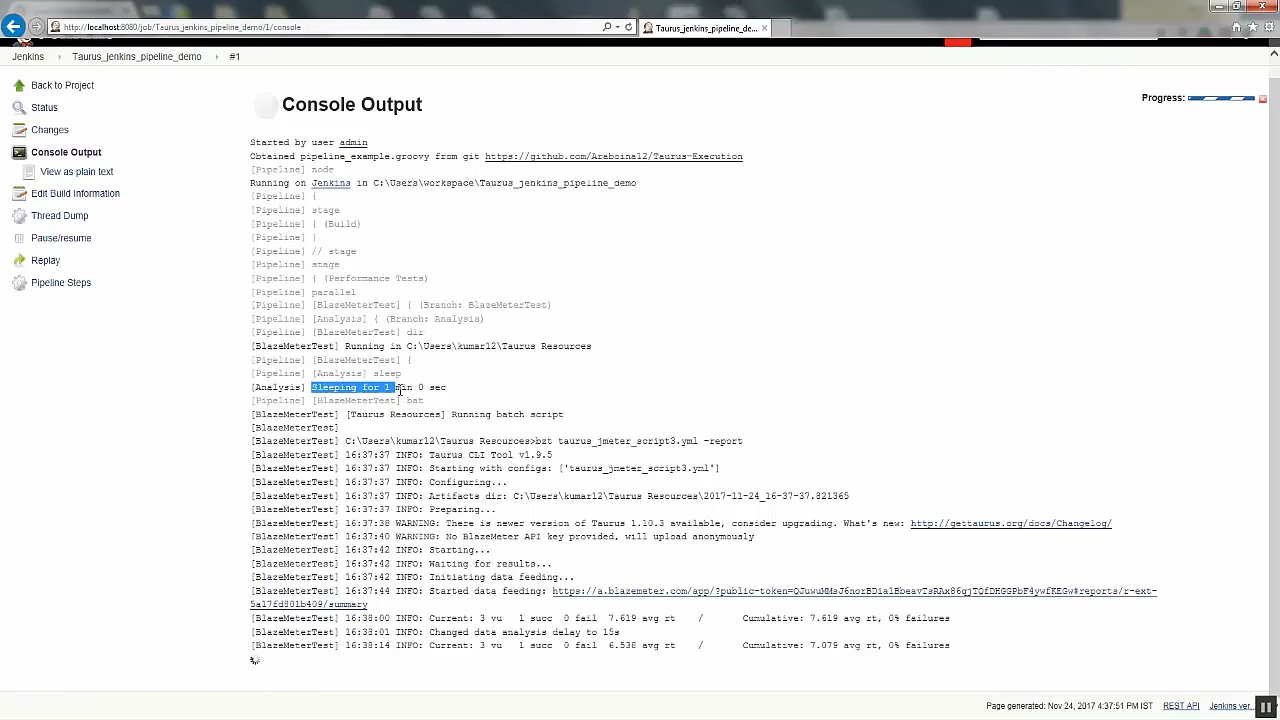 http://localhost:8080/job/Taurus_jenkins_pipeline_demo/1/console
Taurus_jenkins_pipeline_de...
Jenkins
Taurus_jenkins_pipeline_demo
#1
Back to Project
Status
Changes
Console Output
View as plain text
Edit Build Information
Thread Dump
Pause/resume
Replay
Pipeline Steps
Console Output
Progress:
Started by user admin
Obtained pipeline_example.groovy from git https://github.com/Araboina12/Taurus-Execution
[Pipeline] node
Running on Jenkins in C:\Users\workspace\Taurus_jenkins_pipeline_demo
[Pipeline] {
[Pipeline] stage
[Pipeline] { (Build)
[Pipeline] }
[Pipeline] // stage
[Pipeline] stage
[Pipeline] { (Performance Tests)
[Pipeline] parallel
[Pipeline] [BlazeMeterTest] { (Branch: BlazeMeterTest)
[Pipeline] [Analysis] { (Branch: Analysis)
[Pipeline] [BlazeMeterTest] dir
[BlazeMeterTest] Running in C:\Users\kumar12\Taurus Resources
[Pipeline] [BlazeMeterTest] {
[Pipeline] [Analysis] sleep
[Analysis] Sleeping for 1 min 0 sec
[Pipeline] [BlazeMeterTest] bat
[BlazeMeterTest] [Taurus Resources] Running batch script
[BlazeMeterTest]
[BlazeMeterTest] C:\Users\kumar12\Taurus Resources>bzt taurus_jmeter_script3.yml -report
[BlazeMeterTest] 16:37:37 INFO: Taurus CLI Tool v1.9.5
[BlazeMeterTest] 16:37:37 INFO: Starting with configs: ['taurus_jmeter_script3.yml']
[BlazeMeterTest] 16:37:37 INFO: Configuring...
[BlazeMeterTest] 16:37:37 INFO: Artifacts dir: C:\Users\kumar12\Taurus Resources\2017-11-24_16-37-37.821365
[BlazeMeterTest] 16:37:37 INFO: Preparing...
[BlazeMeterTest] 16:37:38 WARNING: There is newer version of Taurus 1.10.3 available, consider upgrading. What's new: http://gettaurus.org/docs/Changelog/
[BlazeMeterTest] 16:37:40 WARNING: No BlazeMeter API key provided, will upload anonymously
[BlazeMeterTest] 16:37:42 INFO: Starting...
[BlazeMeterTest] 16:37:42 INFO: Waiting for results...
[BlazeMeterTest] 16:37:42 INFO: Initiating data feeding...
[BlazeMeterTest] 16:37:44 INFO: Started data feeding: https://a.blazemeter.com/app/?public-token=QJuwuMMsJ6norBDia1BbeavTsRAx86qjTQfDHGGPbF4ywfKEGw#reports/r-ext-
5a17fd801b409/summary
[BlazeMeterTest] 16:38:00 INFO: Current: 3 vu 1 succ 0 fail 7.619 avg rt / Cumulative: 7.619 avg rt, 0% failures
[BlazeMeterTest] 16:38:01 INFO: Changed data analysis delay to 15s
[BlazeMeterTest] 16:38:14 INFO: Current: 3 vu 1 succ 0 fail 6.538 avg rt / Cumulative: 7.079 avg rt, 0% failures
Page generated: Nov 24, 2017 4:37:51 PM IST
REST API
Jenkins ver.